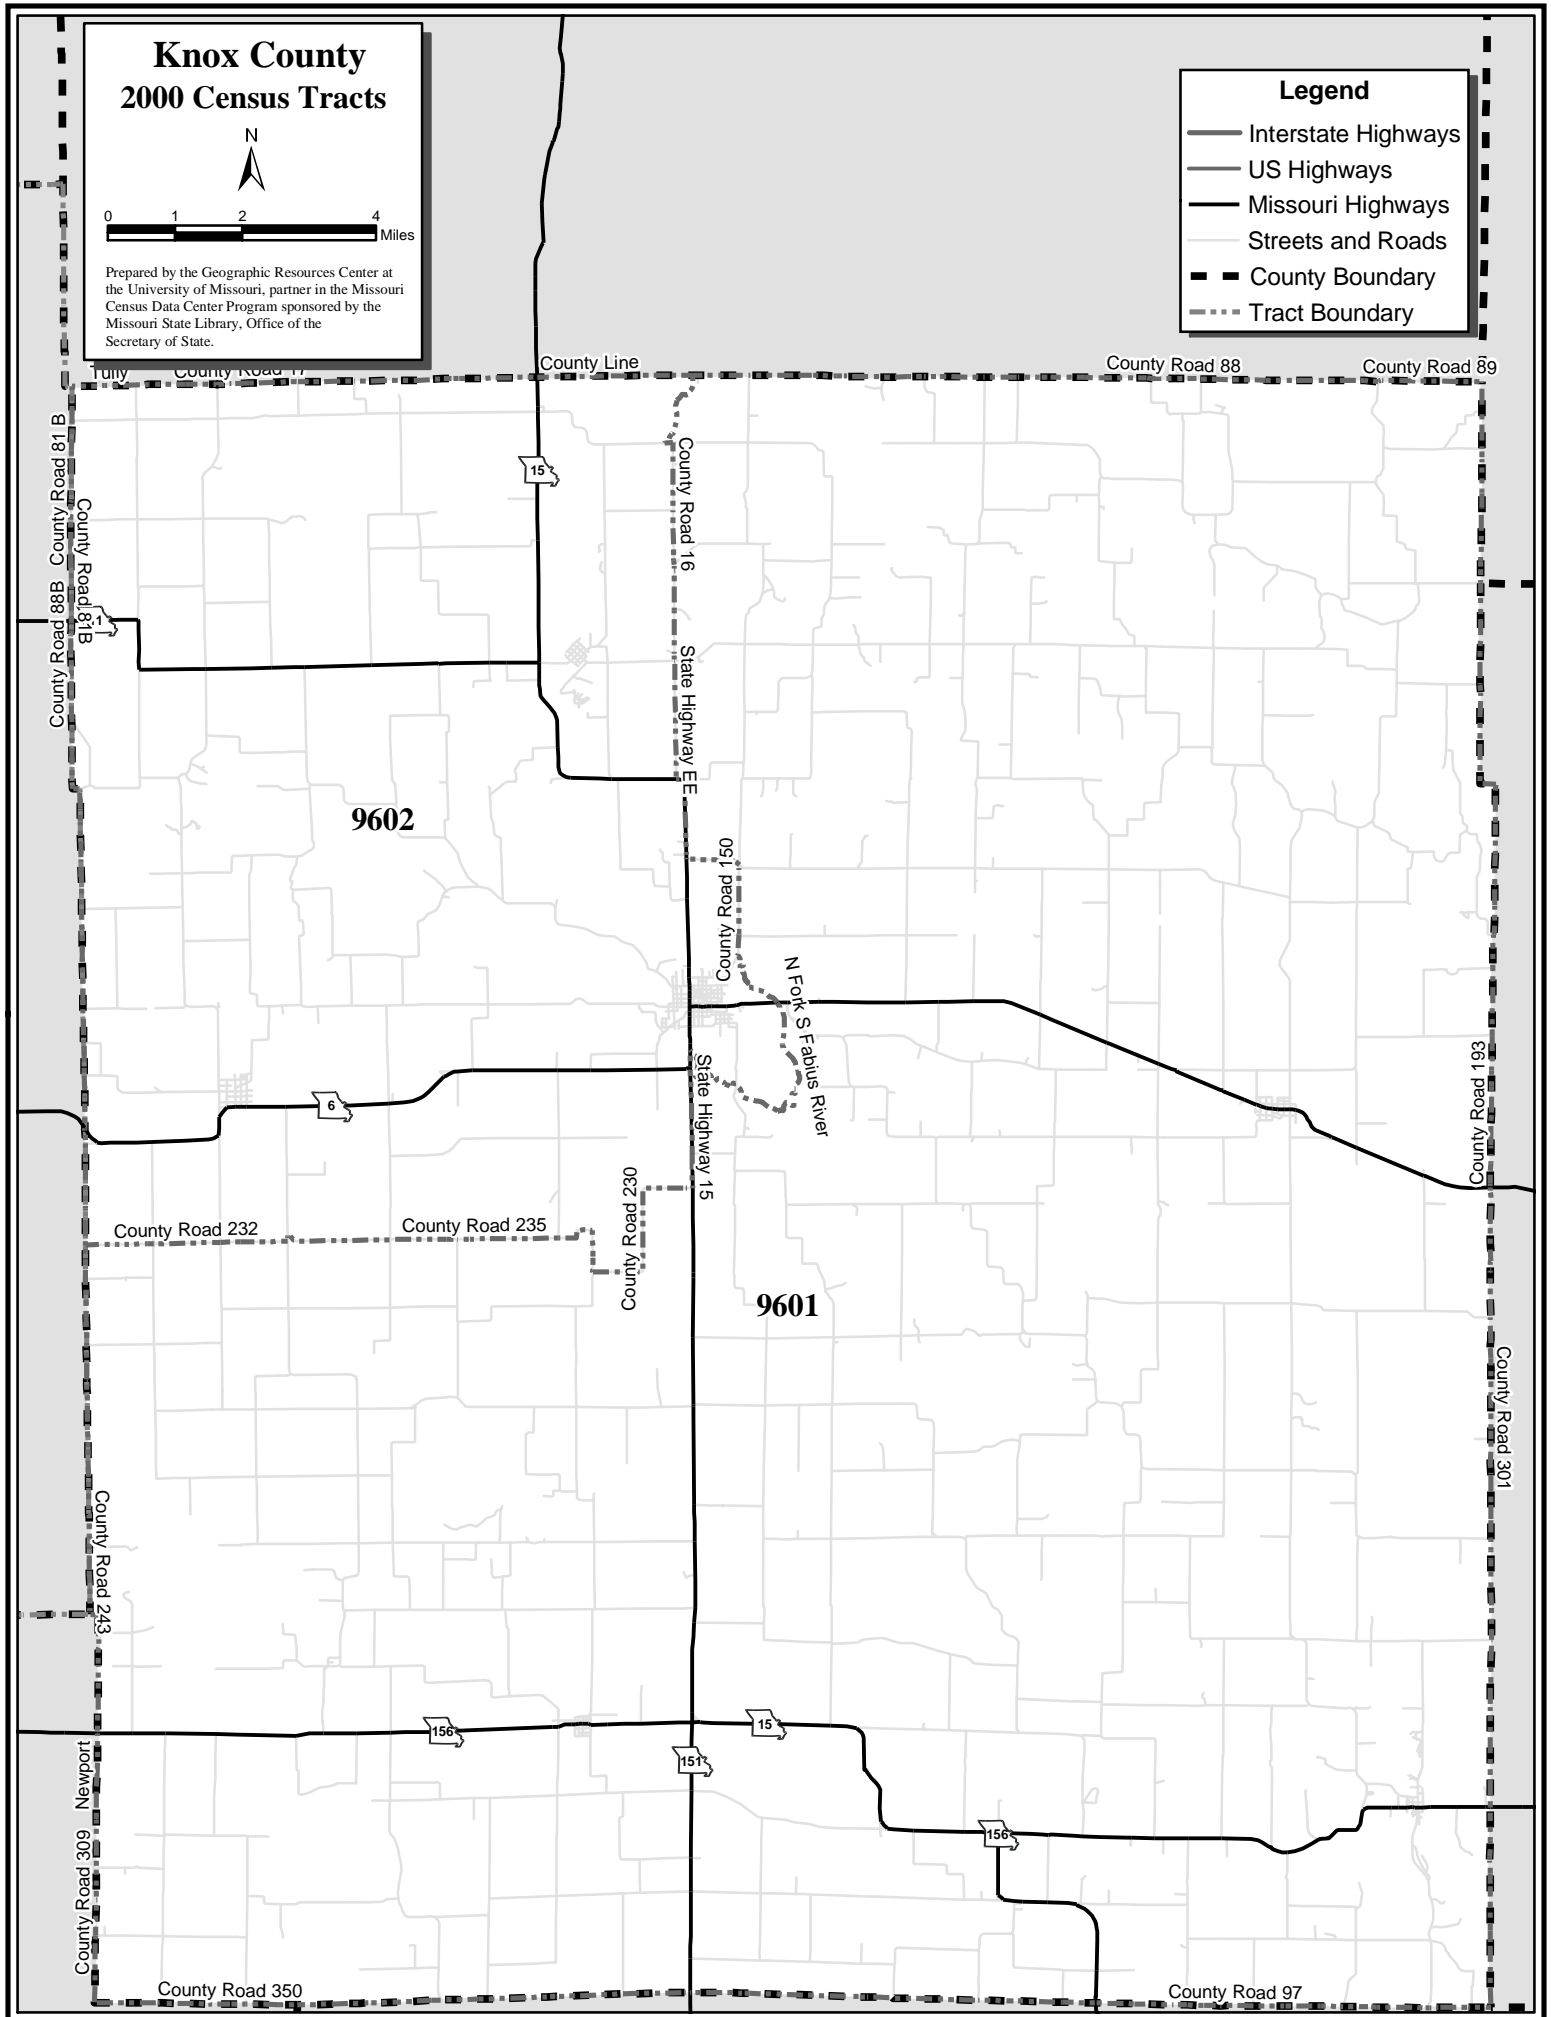 Knox County
2000 Census Tracts
N
0 1 2 4
Miles
Prepared by the Geographic Resources Center at
the University of Missouri, partner in the Missouri
Census Data Center Program sponsored by the
Missouri State Library, Office of the
Secretary of State.
Legend
Interstate Highways
US Highways
Missouri Highways
Streets and Roads
County Boundary
Tract Boundary
Tully
County Road 17
County Line
County Road 88
County Road 89
County Road 81 B
County Road 81B
County Road 88B
15
County Road 16
State Highway EE
9602
County Road 150
N Fork S Fabius River
6
State Highway 15
County Road 193
County Road 232
County Road 235
County Road 230
9601
County Road 301
County Road 243
156
15
151
Newport
156
County Road 309
County Road 350
County Road 97